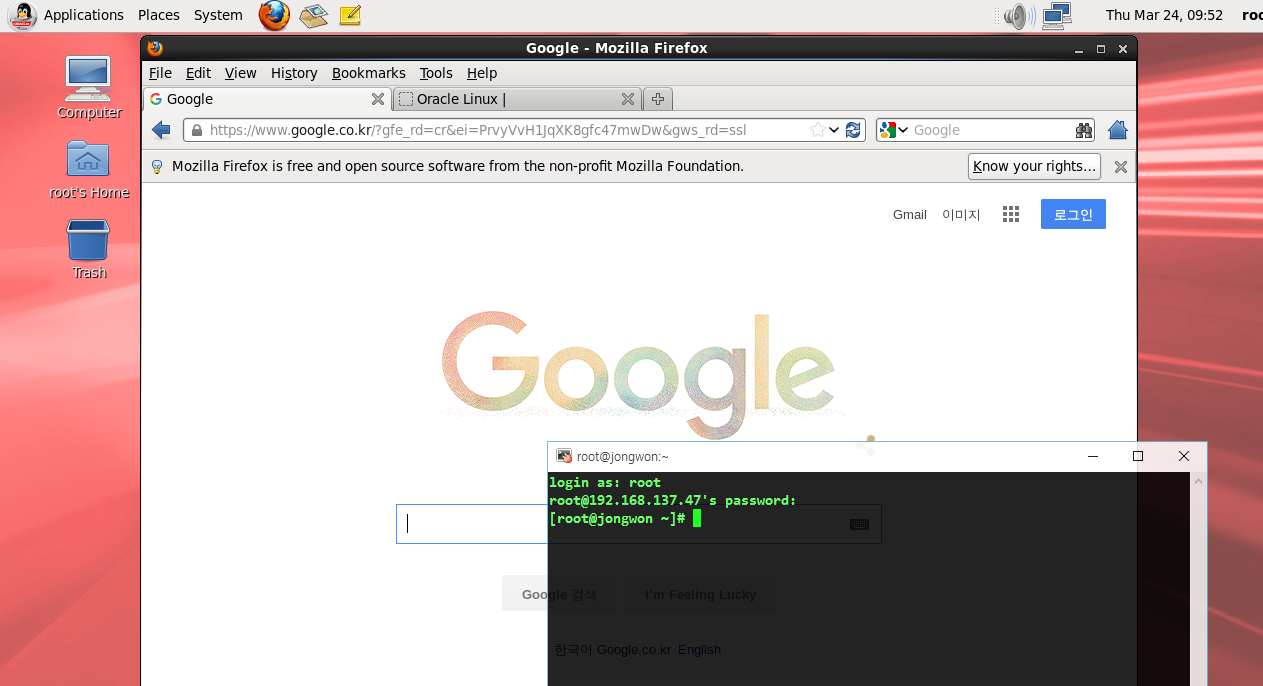 Applications Places System Thu Mar 24, 09:52 roo
Google - Mozilla Firefox
File Edit View History Bookmarks Tools Help
Google Oracle Linux |
https://www.google.co.kr/?gfe_rd=cr&ei=PrvyVvH1JqXK8gfc47mwDw&gws_rd=ssl Google
Mozilla Firefox is free and open source software from the non-profit Mozilla Foundation. Know your rights...
Computer
root's Home
Trash
Gmail 이미지 로그인
Google
root@jongwon:~
login as: root
root@192.168.137.47's password:
[root@jongwon ~]#
Google 검색 I'm Feeling Lucky
한국어 Google.co.kr English